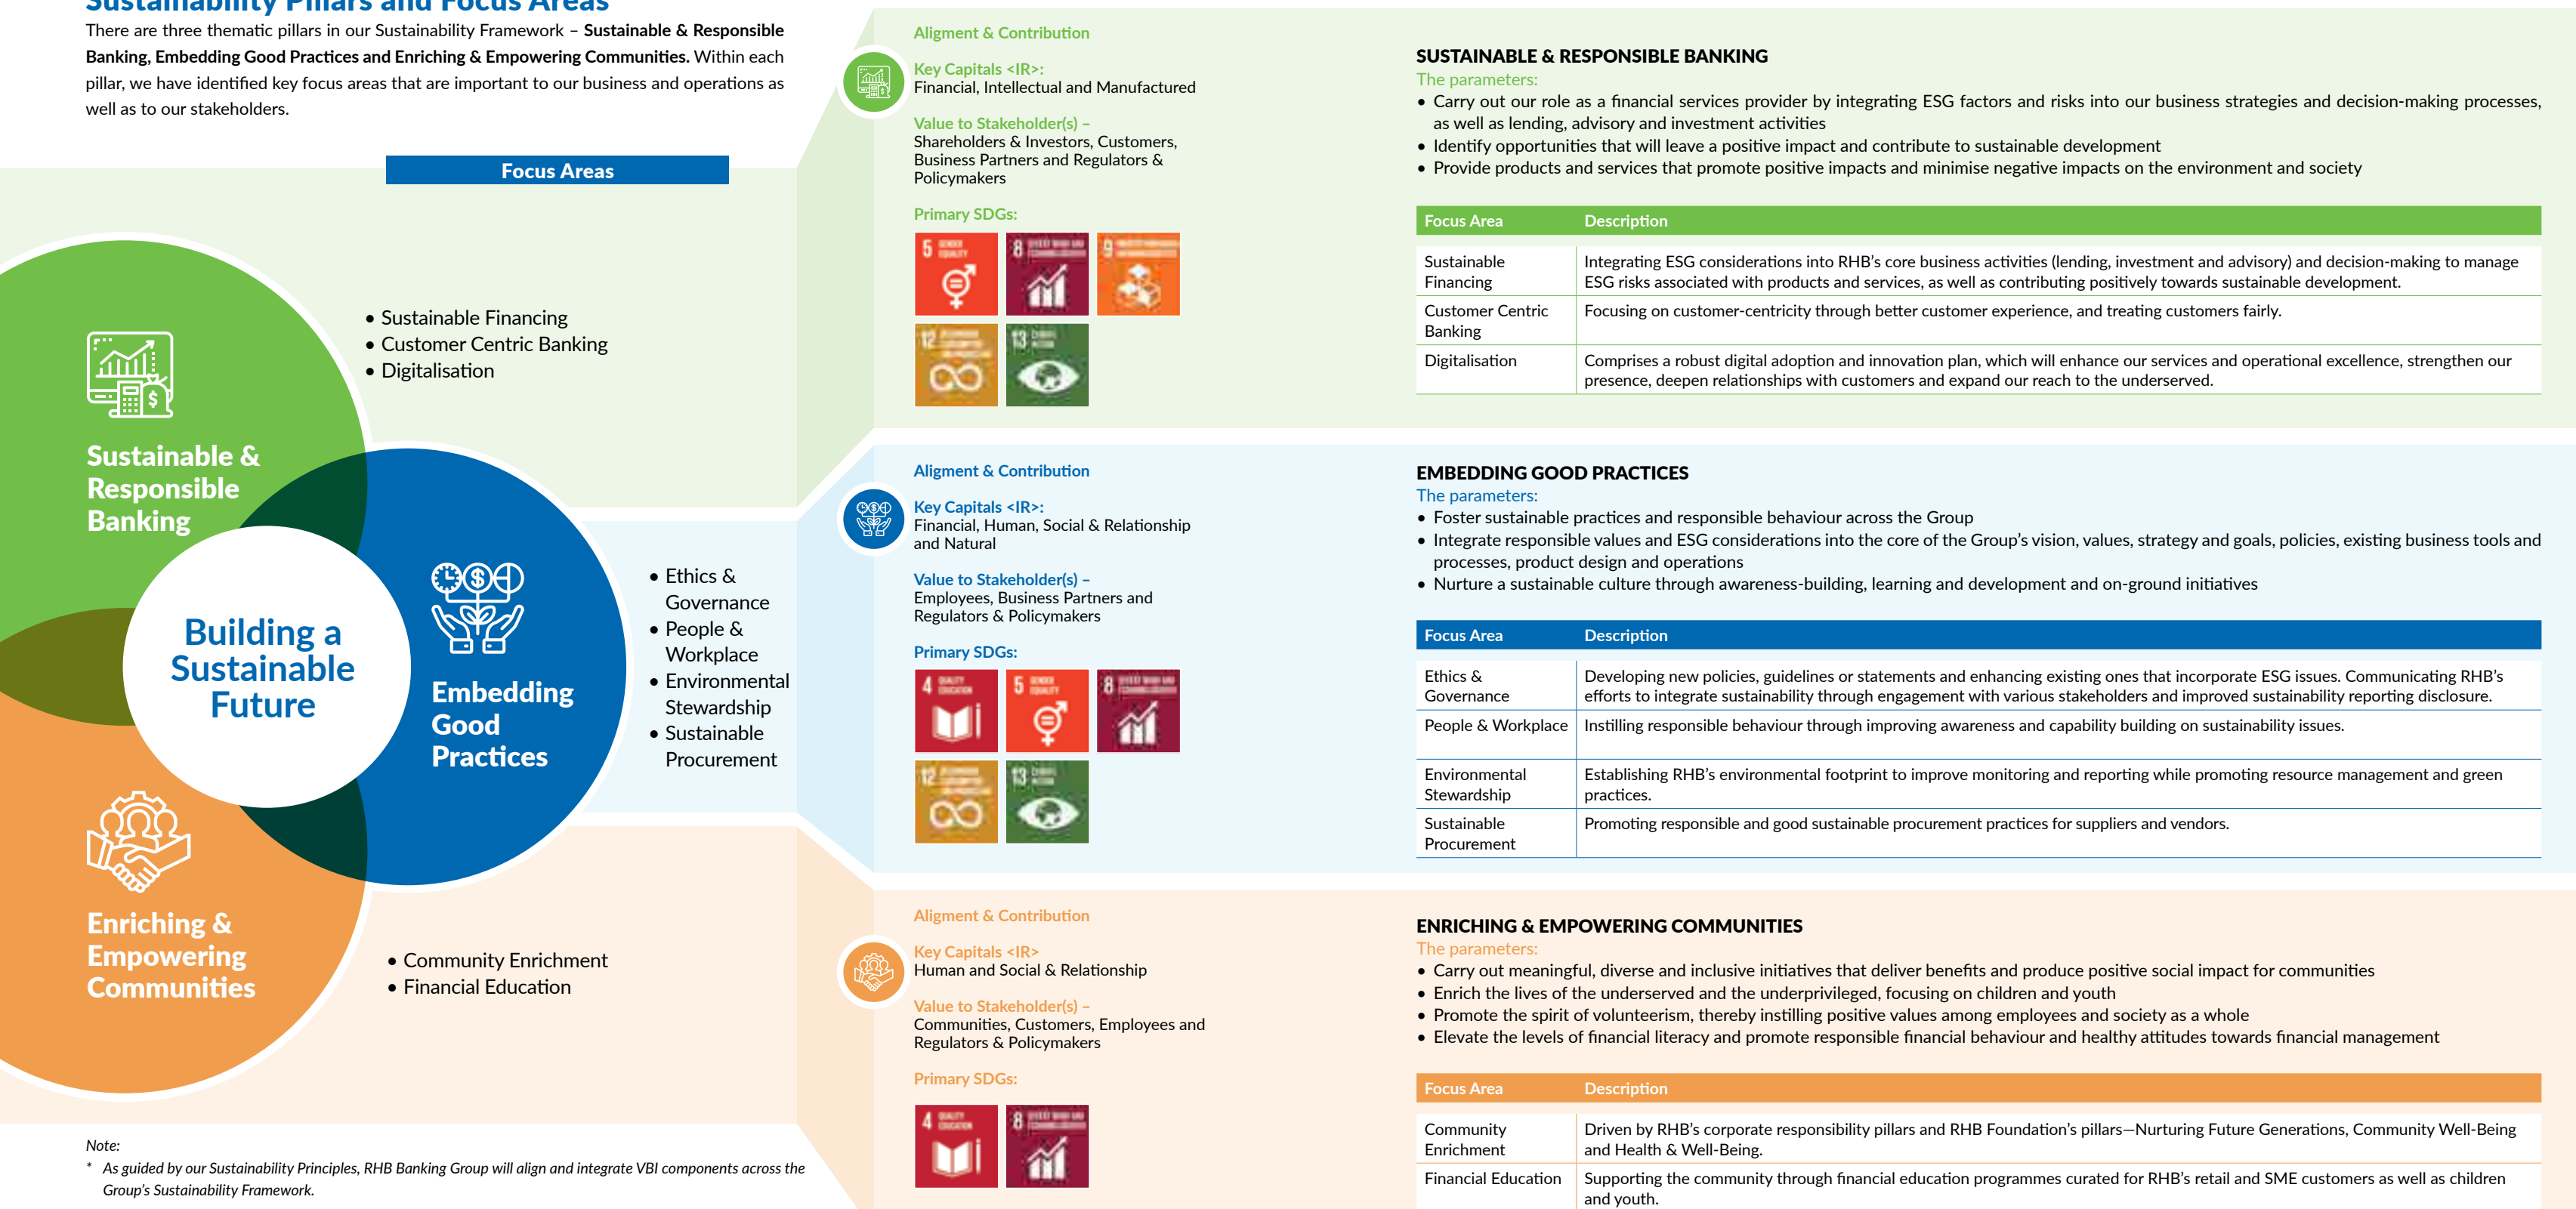 Sustainability Pillars and Focus Areas
There are three thematic pillars in our Sustainability Framework – Sustainable & Responsible
Banking, Embedding Good Practices and Enriching & Empowering Communities. Within each
pillar, we have identified key focus areas that are important to our business and operations as
well as to our stakeholders.
Focus Areas
Sustainable &
Responsible
Banking
• Sustainable Financing
• Customer Centric Banking
• Digitalisation
Building a
Sustainable
Future
Embedding
Good
Practices
• Ethics &
Governance
• People &
Workplace
• Environmental
Stewardship
• Sustainable
Procurement
Enriching &
Empowering
Communities
• Community Enrichment
• Financial Education
Note:
* As guided by our Sustainability Principles, RHB Banking Group will align and integrate VBI components across the
Group's Sustainability Framework.
Aligment & Contribution
Key Capitals <IR>:
Financial, Intellectual and Manufactured
Value to Stakeholder(s) –
Shareholders & Investors, Customers,
Business Partners and Regulators &
Policymakers
Primary SDGs:
5 GENDER
EQUALITY
8
9
12
13
SUSTAINABLE & RESPONSIBLE BANKING
The parameters:
• Carry out our role as a financial services provider by integrating ESG factors and risks into our business strategies and decision-making processes,
as well as lending, advisory and investment activities
• Identify opportunities that will leave a positive impact and contribute to sustainable development
• Provide products and services that promote positive impacts and minimise negative impacts on the environment and society
Focus Area Description
Sustainable
Financing
Integrating ESG considerations into RHB's core business activities (lending, investment and advisory) and decision-making to manage
ESG risks associated with products and services, as well as contributing positively towards sustainable development.
Customer Centric
Banking
Focusing on customer-centricity through better customer experience, and treating customers fairly.
Digitalisation
Comprises a robust digital adoption and innovation plan, which will enhance our services and operational excellence, strengthen our
presence, deepen relationships with customers and expand our reach to the underserved.
Aligment & Contribution
Key Capitals <IR>:
Financial, Human, Social & Relationship
and Natural
Value to Stakeholder(s) –
Employees, Business Partners and
Regulators & Policymakers
Primary SDGs:
4 QUALITY
EDUCATION
5 GENDER
EQUALITY
8
12
13
EMBEDDING GOOD PRACTICES
The parameters:
• Foster sustainable practices and responsible behaviour across the Group
• Integrate responsible values and ESG considerations into the core of the Group's vision, values, strategy and goals, policies, existing business tools and
processes, product design and operations
• Nurture a sustainable culture through awareness-building, learning and development and on-ground initiatives
Focus Area Description
Ethics &
Governance
Developing new policies, guidelines or statements and enhancing existing ones that incorporate ESG issues. Communicating RHB's
efforts to integrate sustainability through engagement with various stakeholders and improved sustainability reporting disclosure.
People & Workplace
Instilling responsible behaviour through improving awareness and capability building on sustainability issues.
Environmental
Stewardship
Establishing RHB's environmental footprint to improve monitoring and reporting while promoting resource management and green
practices.
Sustainable
Procurement
Promoting responsible and good sustainable procurement practices for suppliers and vendors.
Aligment & Contribution
Key Capitals <IR>
Human and Social & Relationship
Value to Stakeholder(s) –
Communities, Customers, Employees and
Regulators & Policymakers
Primary SDGs:
4 QUALITY
EDUCATION
8
ENRICHING & EMPOWERING COMMUNITIES
The parameters:
• Carry out meaningful, diverse and inclusive initiatives that deliver benefits and produce positive social impact for communities
• Enrich the lives of the underserved and the underprivileged, focusing on children and youth
• Promote the spirit of volunteerism, thereby instilling positive values among employees and society as a whole
• Elevate the levels of financial literacy and promote responsible financial behaviour and healthy attitudes towards financial management
Focus Area Description
Community
Enrichment
Driven by RHB's corporate responsibility pillars and RHB Foundation's pillars—Nurturing Future Generations, Community Well-Being
and Health & Well-Being.
Financial Education
Supporting the community through financial education programmes curated for RHB's retail and SME customers as well as children
and youth.